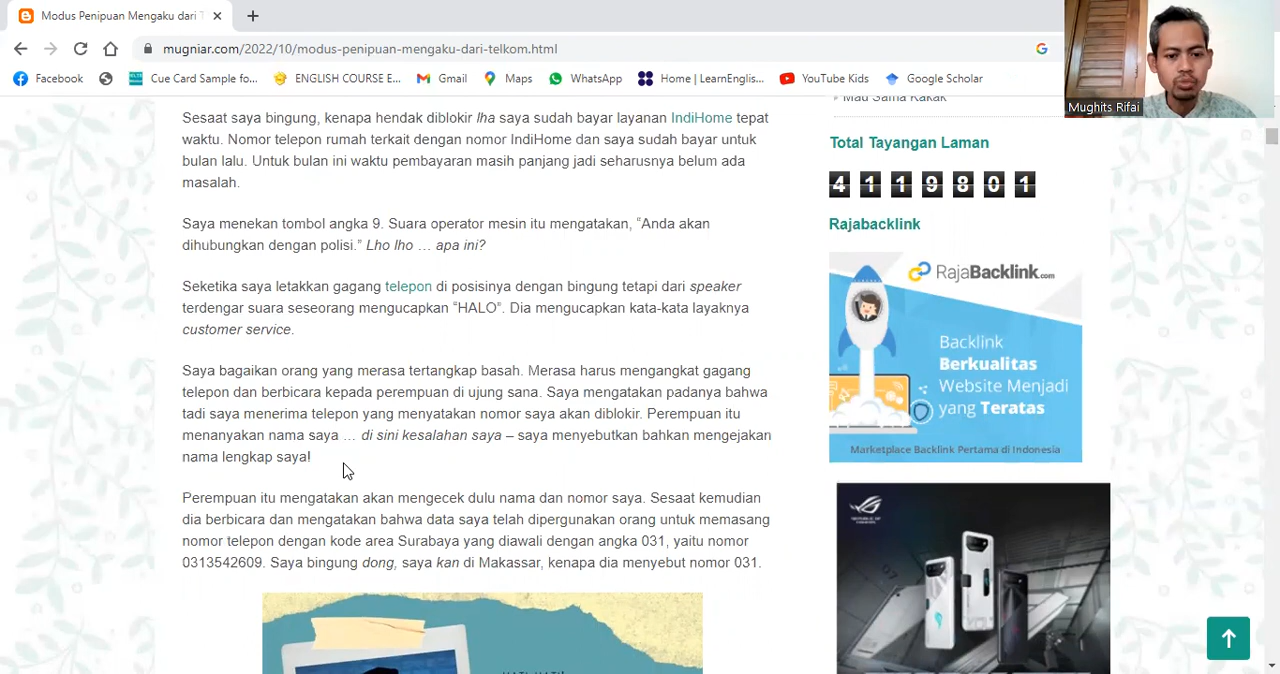 Modus Penipuan Mengaku dari T
mugniar.com/2022/10/modus-penipuan-mengaku-dari-telkom.html
Facebook
Cue Card Sample fo...
ENGLISH COURSE E...
Gmail
Maps
WhatsApp
Home | LearnEnglis...
YouTube Kids
Google Scholar
Mughits Rifai
Sesaat saya bingung, kenapa hendak diblokir lha saya sudah bayar layanan IndiHome tepat
waktu. Nomor telepon rumah terkait dengan nomor IndiHome dan saya sudah bayar untuk
bulan lalu. Untuk bulan ini waktu pembayaran masih panjang jadi seharusnya belum ada
masalah.
Saya menekan tombol angka 9. Suara operator mesin itu mengatakan, “Anda akan
dihubungkan dengan polisi.” Lho lho … apa ini?
Seketika saya letakkan gagang telepon di posisinya dengan bingung tetapi dari speaker
terdengar suara seseorang mengucapkan “HALO”. Dia mengucapkan kata-kata layaknya
customer service.
Saya bagaikan orang yang merasa tertangkap basah. Merasa harus mengangkat gagang
telepon dan berbicara kepada perempuan di ujung sana. Saya mengatakan padanya bahwa
tadi saya menerima telepon yang menyatakan nomor saya akan diblokir. Perempuan itu
menanyakan nama saya … di sini kesalahan saya – saya menyebutkan bahkan mengejakan
nama lengkap saya!
Perempuan itu mengatakan akan mengecek dulu nama dan nomor saya. Sesaat kemudian
dia berbicara dan mengatakan bahwa data saya telah dipergunakan orang untuk memasang
nomor telepon dengan kode area Surabaya yang diawali dengan angka 031, yaitu nomor
0313542609. Saya bingung dong, saya kan di Makassar, kenapa dia menyebut nomor 031.
# Mau Sama Kakak
Total Tayangan Laman
4119801
Rajabacklink
RajaBacklink.com
Backlink
Berkualitas
Website Menjadi
yang Teratas
Marketplace Backlink Pertama di Indonesia